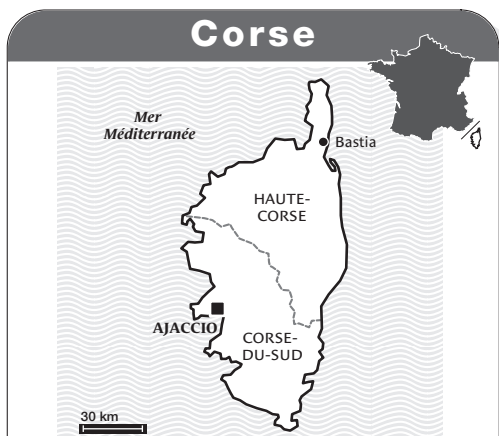 Corse
Mer
Méditerranée
Bastia
HAUTE-
CORSE
AJACCIO
CORSE-
DU-SUD
30 km